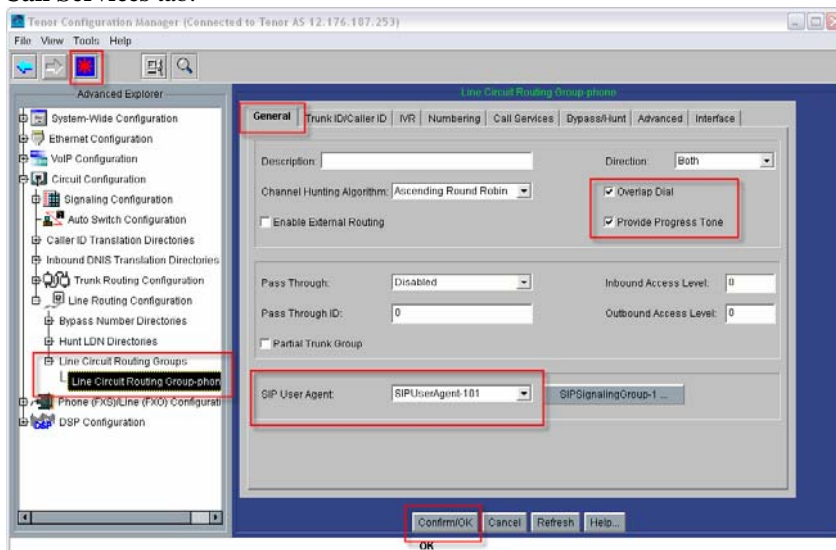 Call Services tab.
Tenor Configuration Manager (Connected to Tenor AS 12.176.187.253)
File View Tools Help
Advanced Explorer
System-Wide Configuration
Ethernet Configuration
VoIP Configuration
Circuit Configuration
Signaling Configuration
Auto Switch Configuration
Caller ID Translation Directories
Inbound DNIS Translation Directories
Trunk Routing Configuration
Line Routing Configuration
Bypass Number Directories
Hunt LDN Directories
Line Circuit Routing Groups
Line Circuit Routing Group-phon
Phone (FXS)/Line (FXO) Configurati
DSP Configuration
Line Circuit Routing Group-phone
General Trunk ID/Caller ID IVR Numbering Call Services Bypass/Hunt Advanced Interface
Description: Direction: Both
Channel Hunting Algorithm: Ascending Round Robin Overlap Dial
Enable External Routing Provide Progress Tone
Pass Through: Disabled Inbound Access Level: 0
Pass Through ID: 0 Outbound Access Level: 0
Partial Trunk Group
SIP User Agent: SIPUserAgent-101 SIPSignalingGroup-1 ...
Confirm/OK Cancel Refresh Help...
OK